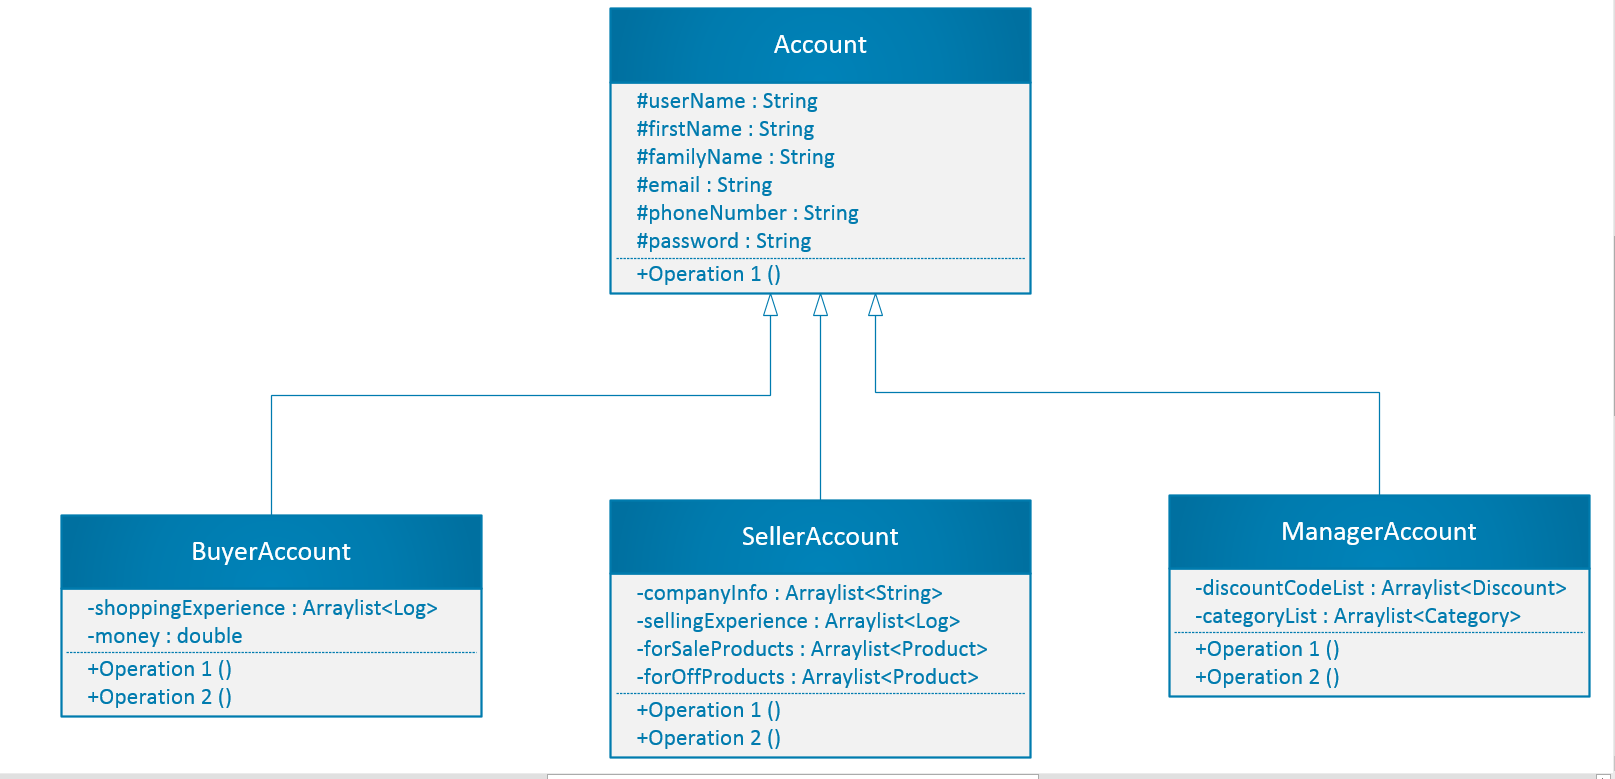 Account
#userName : String
#firstName : String
#familyName : String
#email : String
#phoneNumber : String
#password : String
+Operation 1 ()
BuyerAccount
-shoppingExperience : Arraylist<Log>
-money : double
+Operation 1 ()
+Operation 2 ()
SellerAccount
-companyInfo : Arraylist<String>
-sellingExperience : Arraylist<Log>
-forSaleProducts : Arraylist<Product>
-forOffProducts : Arraylist<Product>
+Operation 1 ()
+Operation 2 ()
ManagerAccount
-discountCodeList : Arraylist<Discount>
-categoryList : Arraylist<Category>
+Operation 1 ()
+Operation 2 ()